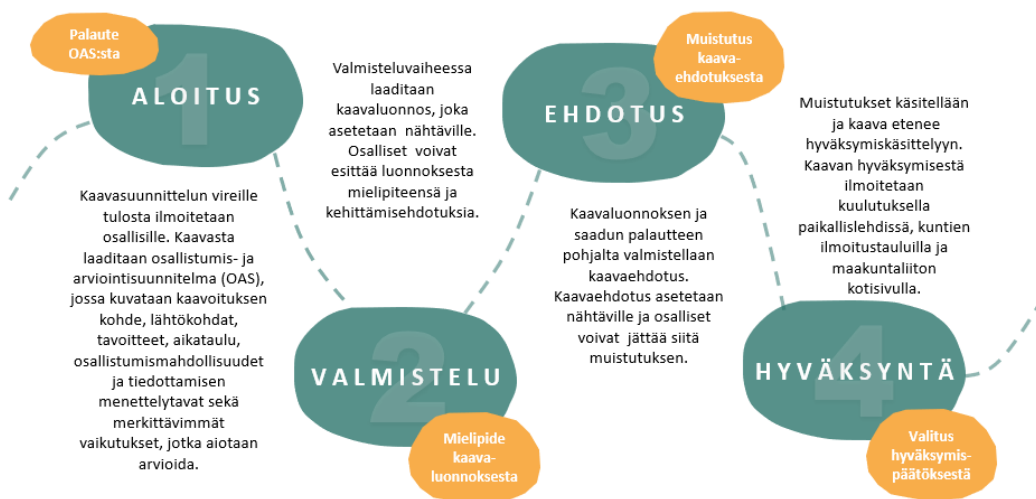 Palaute
OAS:sta
1
ALOITUS
Kaavasuunnittelun vireille
tulosta ilmoitetaan
osallisille. Kaavasta
laaditaan osallistumis- ja
arviointisuunnitelma (OAS),
jossa kuvataan kaavoituksen
kohde, lähtökohdat,
tavoitteet, aikataulu,
osallistumismahdollisuudet
ja tiedottamisen
menettelytavat sekä
merkittävimmät
vaikutukset, jotka aiotaan
arvioida.
Valmisteluvaiheessa
laaditaan
kaavaluonnos, joka
asetetaan nähtäville.
Osalliset voivat
esittää luonnoksesta
mielipiteensä ja
kehittämisehdotuksia.
2
VALMISTELU
Mielipide
kaava-
luonnoksesta
Muistutus
kaava-
ehdotuksesta
3
EHDOTUS
Kaavaluonnoksen ja
saadun palautteen
pohjalta valmistellaan
kaavaehdotus.
Kaavaehdotus asetetaan
nähtäville ja osalliset
voivat jättää siitä
muistutuksen.
Muistutukset käsitellään
ja kaava etenee
hyväksymiskäsittelyyn.
Kaavan hyväksymisestä
ilmoitetaan
kuulutuksella
paikallislehdissä, kuntien
ilmoitustauluilla ja
maakuntaliiton
kotisivulla.
4
HYVÄKSYNTÄ
Valitus
hyväksymis-
päätöksestä